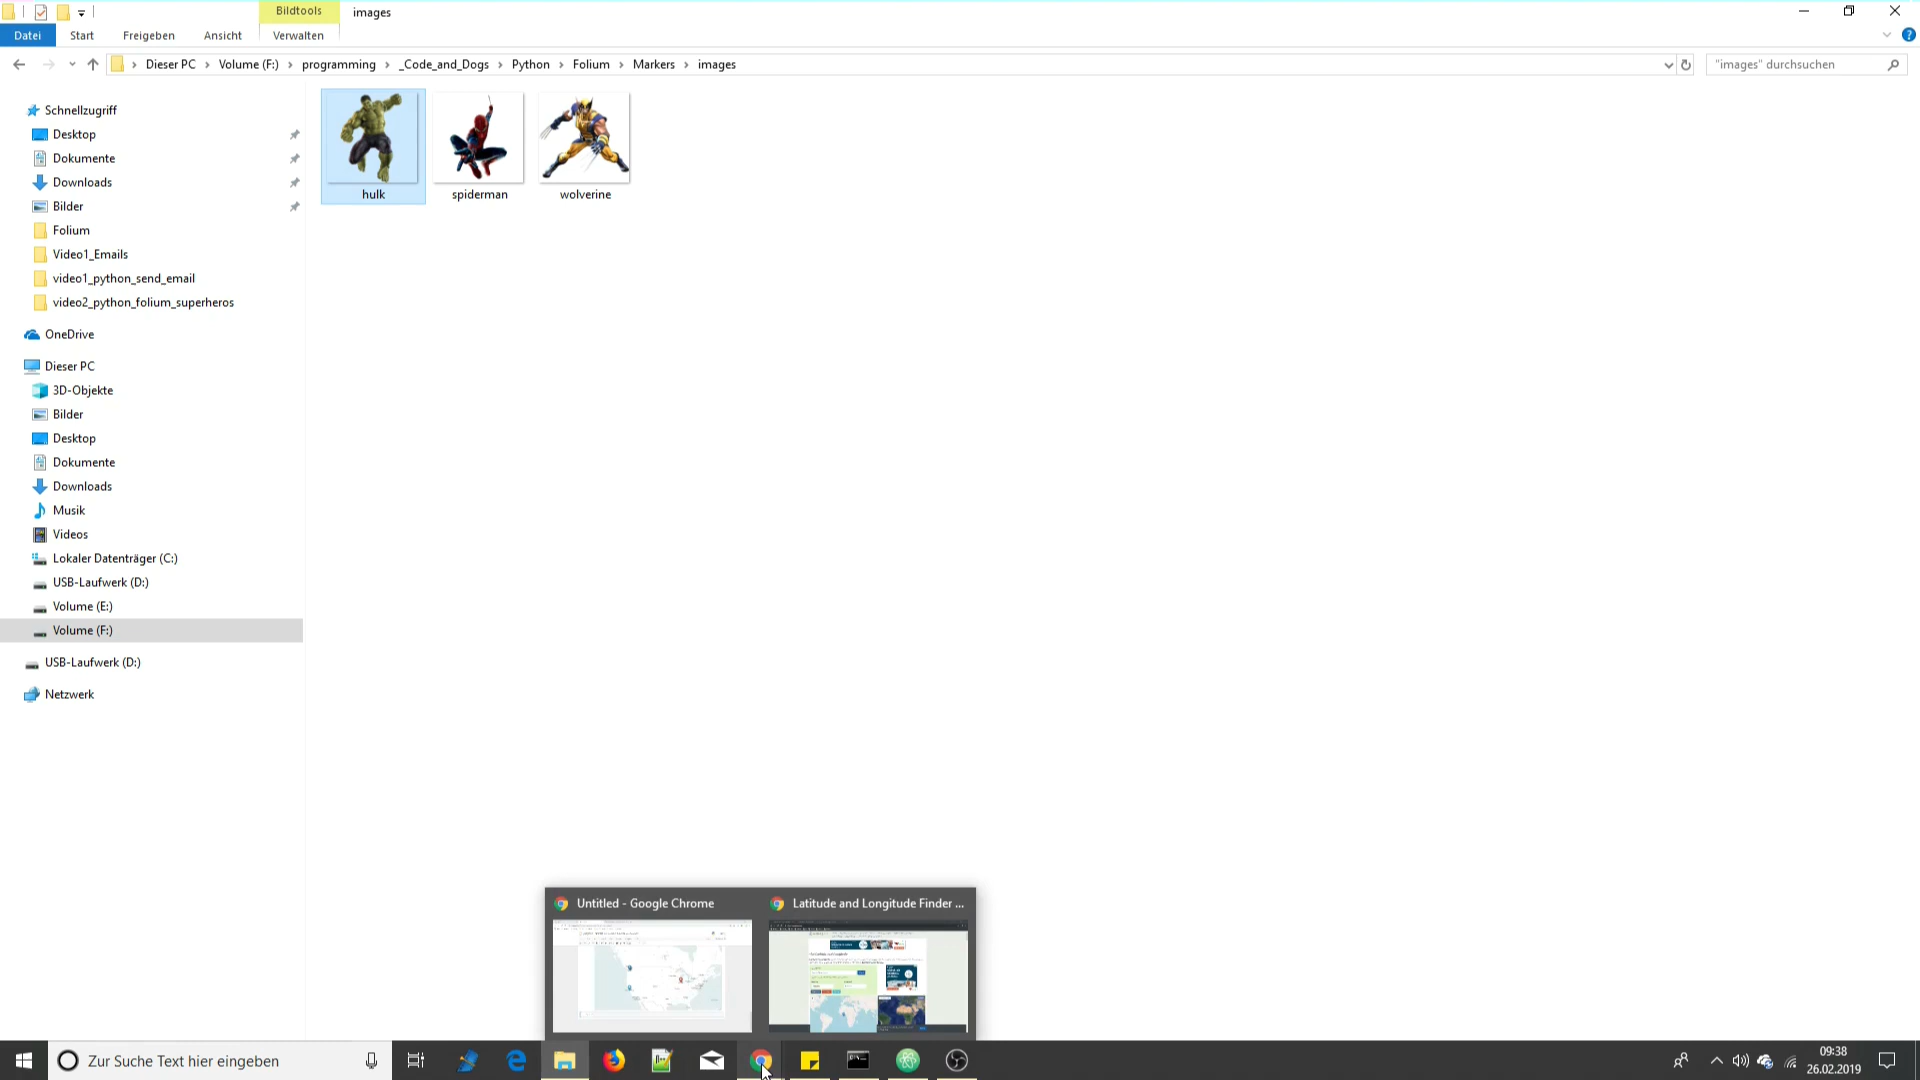 Bildtools
images
Datei
Start
Freigeben
Ansicht
Verwalten
Dieser PC
Volume (F:)
programming
_Code_and_Dogs
Python
Folium
Markers
images
"images" durchsuchen
Schnellzugriff
Desktop
Dokumente
Downloads
Bilder
Folium
Video1_Emails
video1_python_send_email
video2_python_folium_superheros
OneDrive
Dieser PC
3D-Objekte
Bilder
Desktop
Dokumente
Downloads
Musik
Videos
Lokaler Datenträger (C:)
USB-Laufwerk (D:)
Volume (E:)
Volume (F:)
USB-Laufwerk (D:)
Netzwerk
hulk
spiderman
wolverine
Untitled - Google Chrome
Latitude and Longitude Finder ...
Zur Suche Text hier eingeben
09:38
26.02.2019